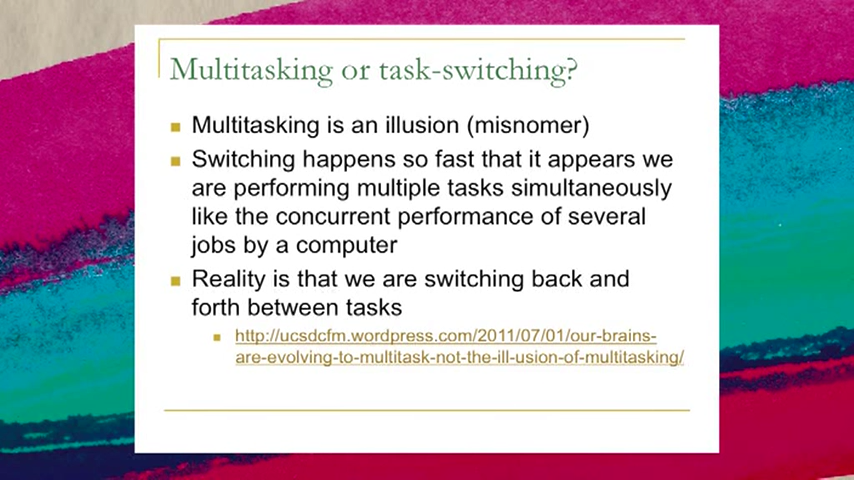 Multitasking or task-switching?
Multitasking is an illusion (misnomer)
Switching happens so fast that it appears we
are performing multiple tasks simultaneously
like the concurrent performance of several
jobs by a computer
Reality is that we are switching back and
forth between tasks
http://ucsdcfm.wordpress.com/2011/07/01/our-brains-
are-evolving-to-multitask-not-the-ill-usion-of-multitasking/